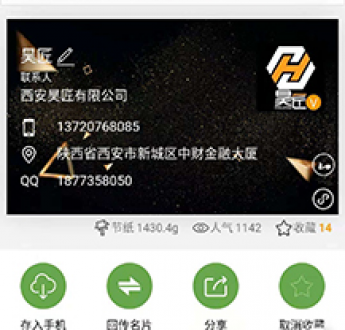 昊匠
联系人
西安昊匠有限公司
昊匠 V
13720768085
陕西省西安市新城区中财金融大厦
QQ 1877358050
节纸 1430.4g 人气 1142 收藏 14
存入手机 回传名片 分享 取消收藏